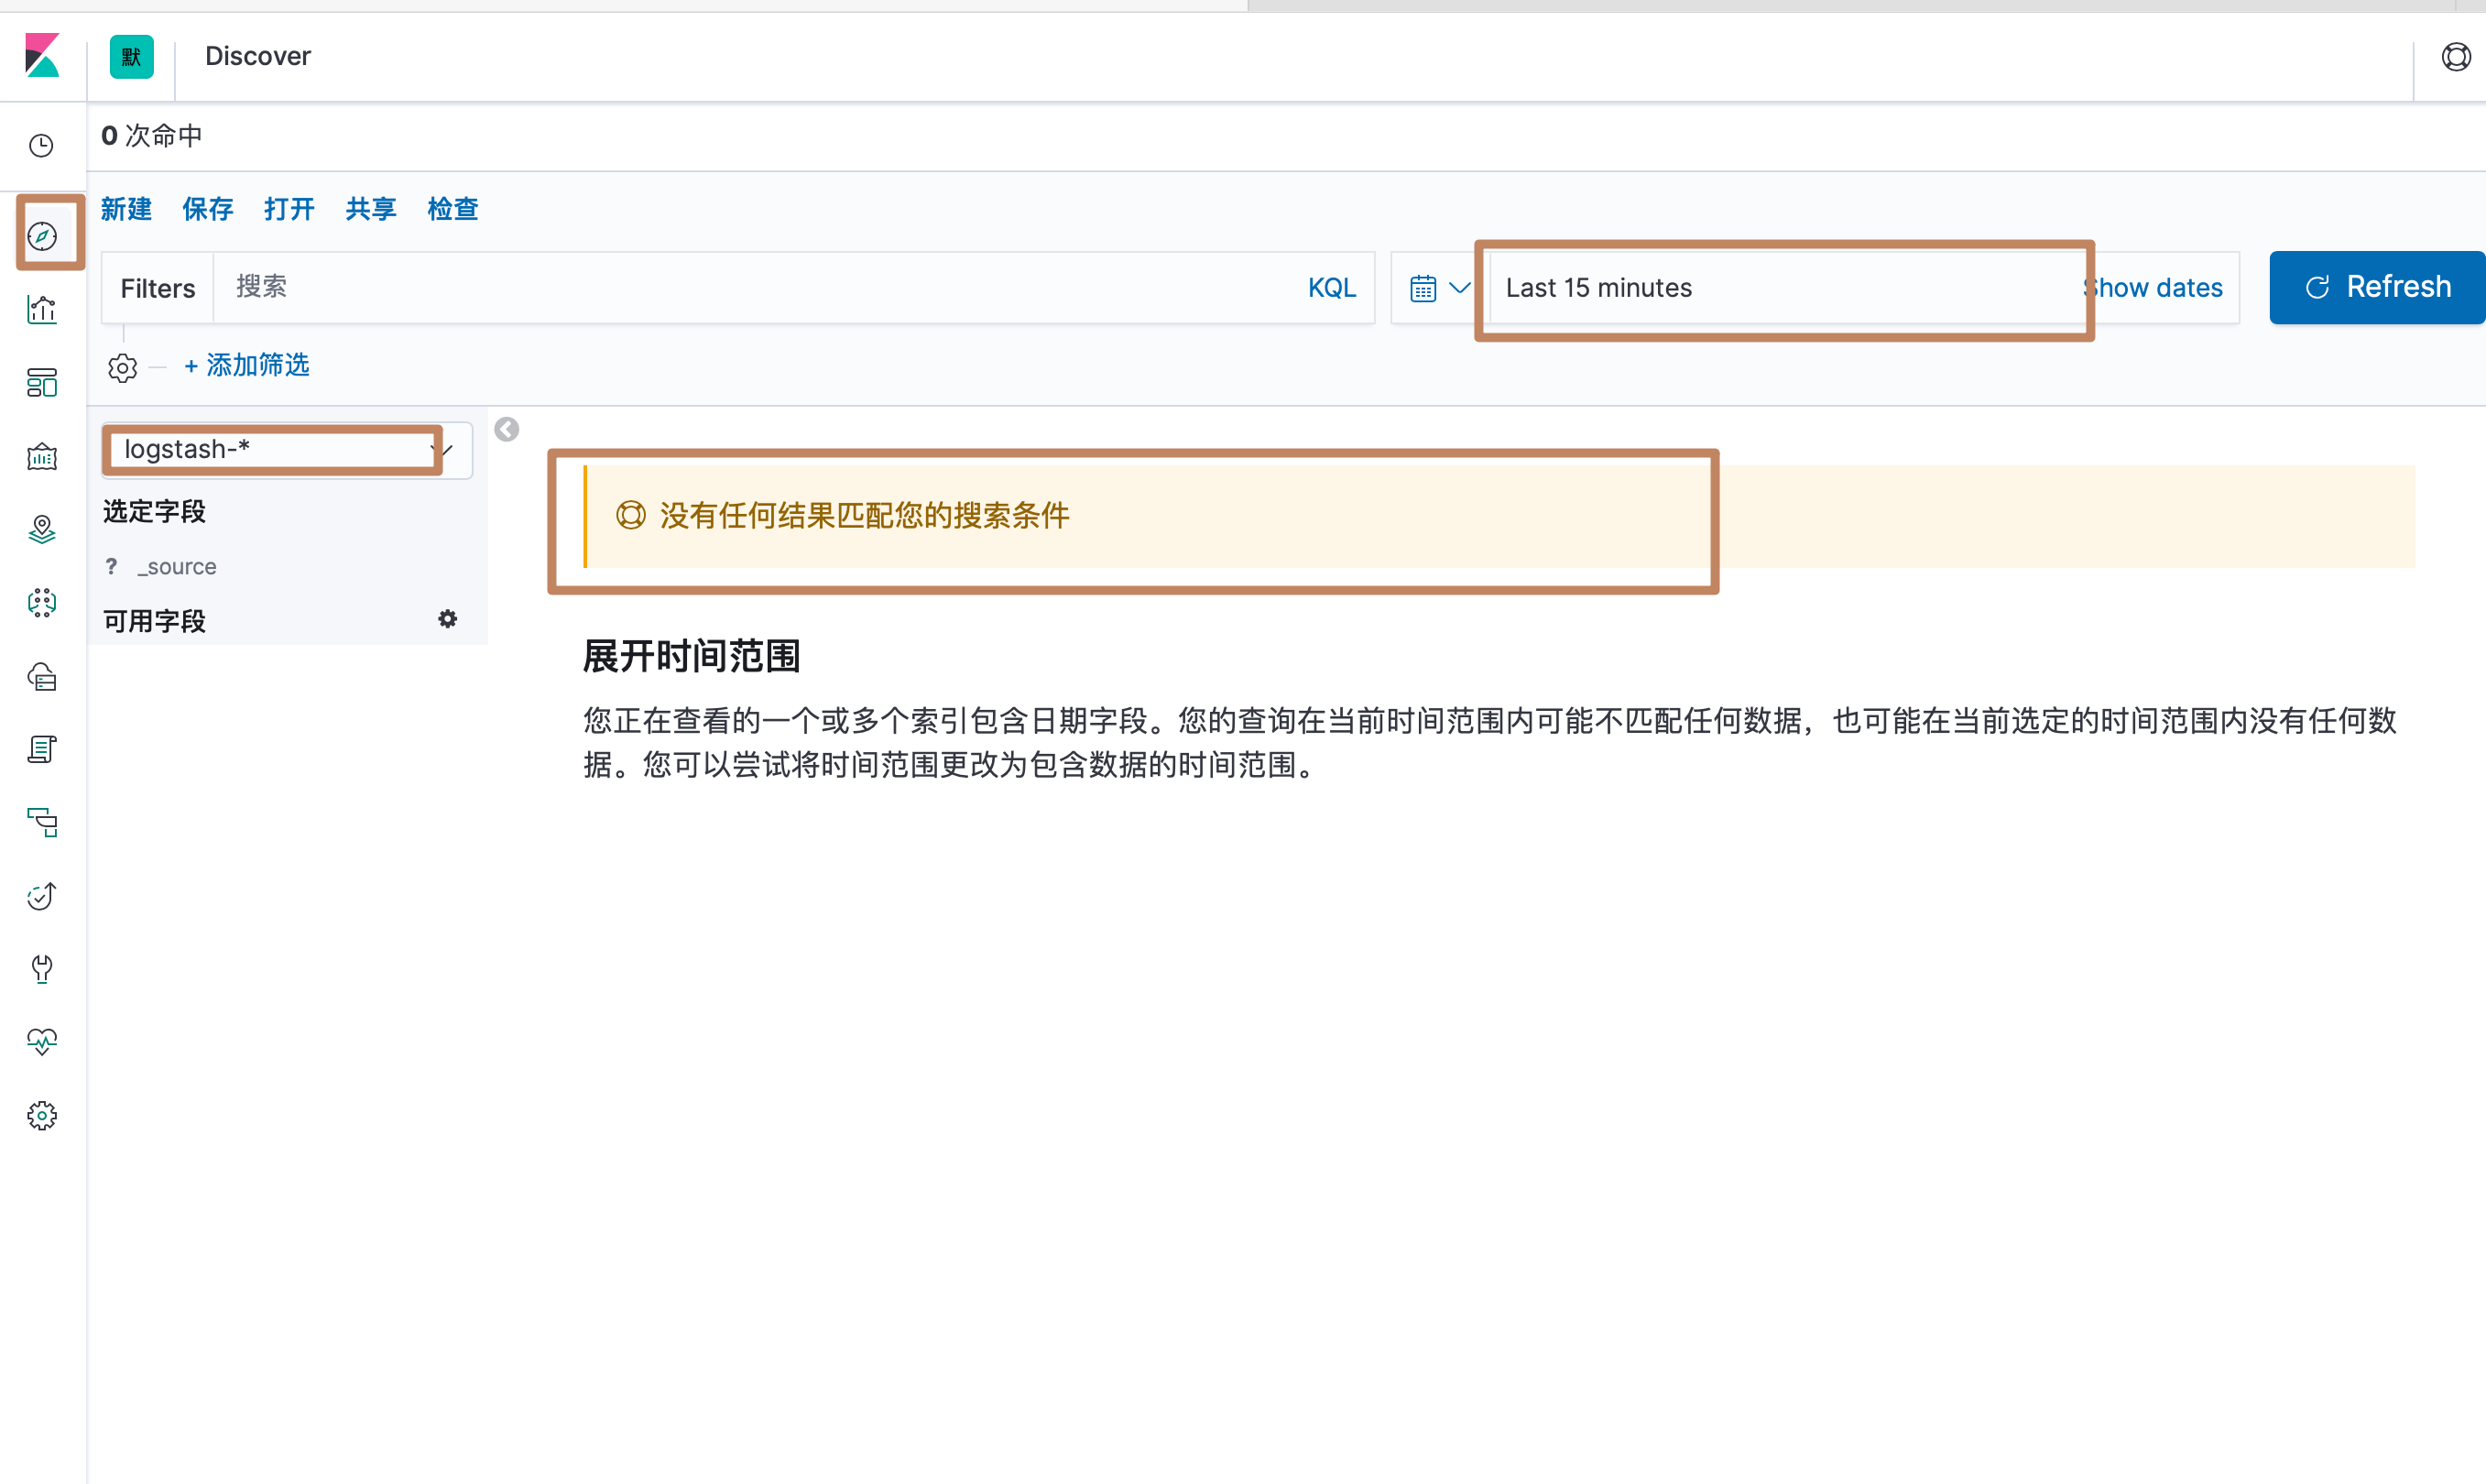 默 Discover
0 次命中
新建 保存 打开 共享 检查
Filters 搜索 KQL Last 15 minutes Show dates Refresh
+ 添加筛选
logstash-*
选定字段
? _source
可用字段
没有任何结果匹配您的搜索条件
展开时间范围
您正在查看的一个或多个索引包含日期字段。您的查询在当前时间范围内可能不匹配任何数据，也可能在当前选定的时间范围内没有任何数
据。您可以尝试将时间范围更改为包含数据的时间范围。